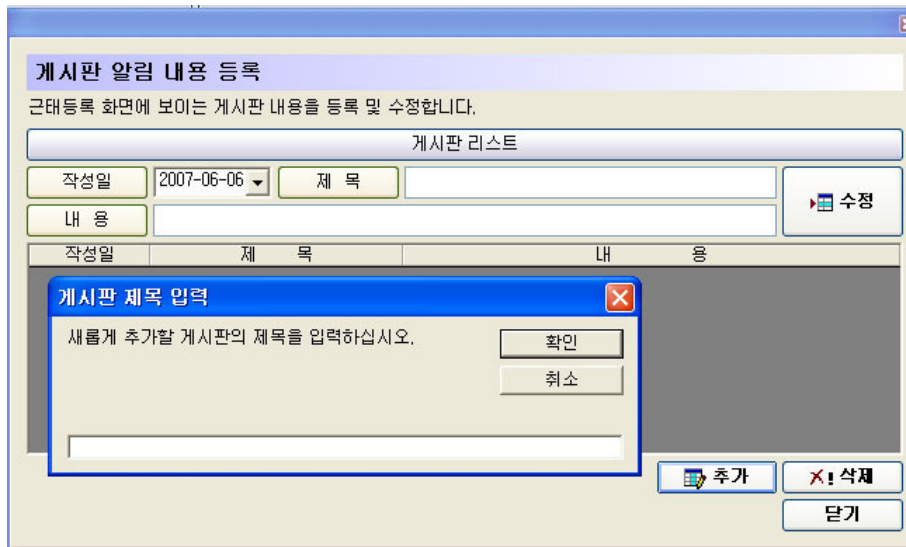 게시판 알림 내용 등록
근태등록 화면에 보이는 게시판 내용을 등록 및 수정합니다.
게시판 리스트
작성일 2007-06-06 제 목 수정
내 용
작성일 제 목 내 용
게시판 제목 입력
새롭게 추가할 게시판의 제목을 입력하십시오.
확인
취소
추가 삭제
닫기